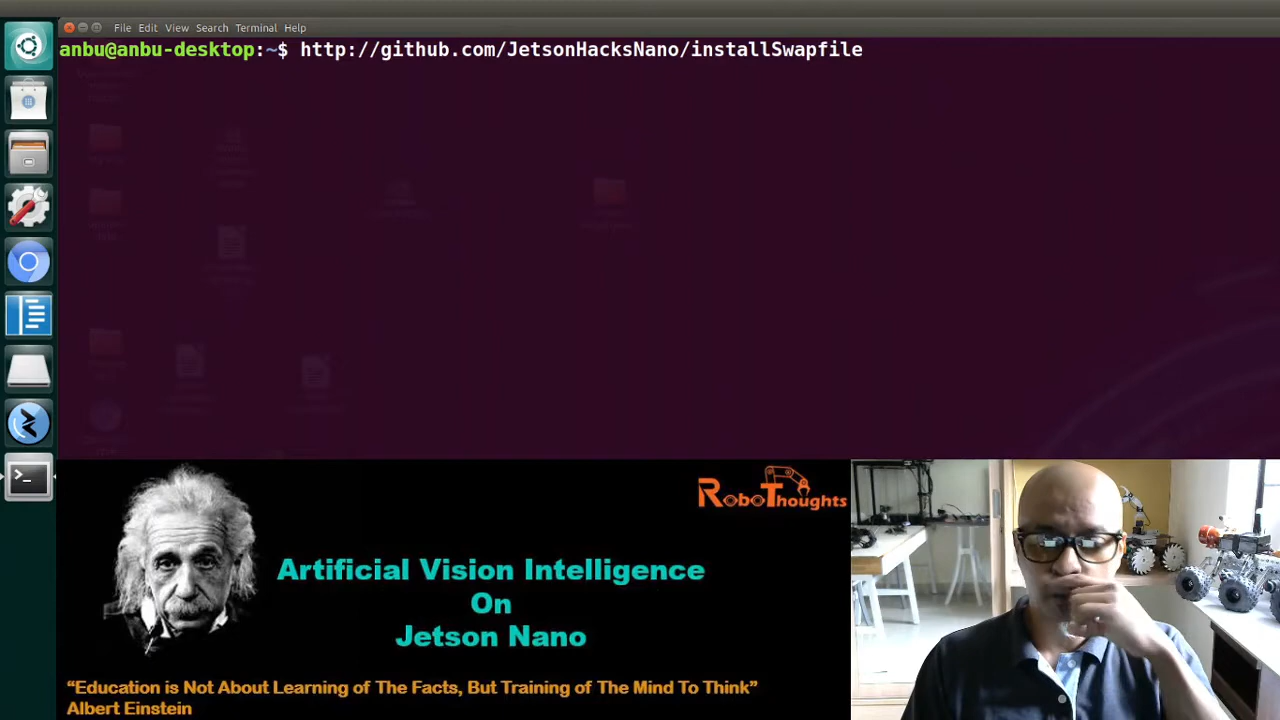 File Edit View Search Terminal Help
anbu@anbu-desktop:~$ http://github.com/JetsonHacksNano/installSwapfile
RoboThoughts
Artificial Vision Intelligence
On
Jetson Nano
“Education is Not About Learning of The Facts, But Training of The Mind To Think”
Albert Einstein